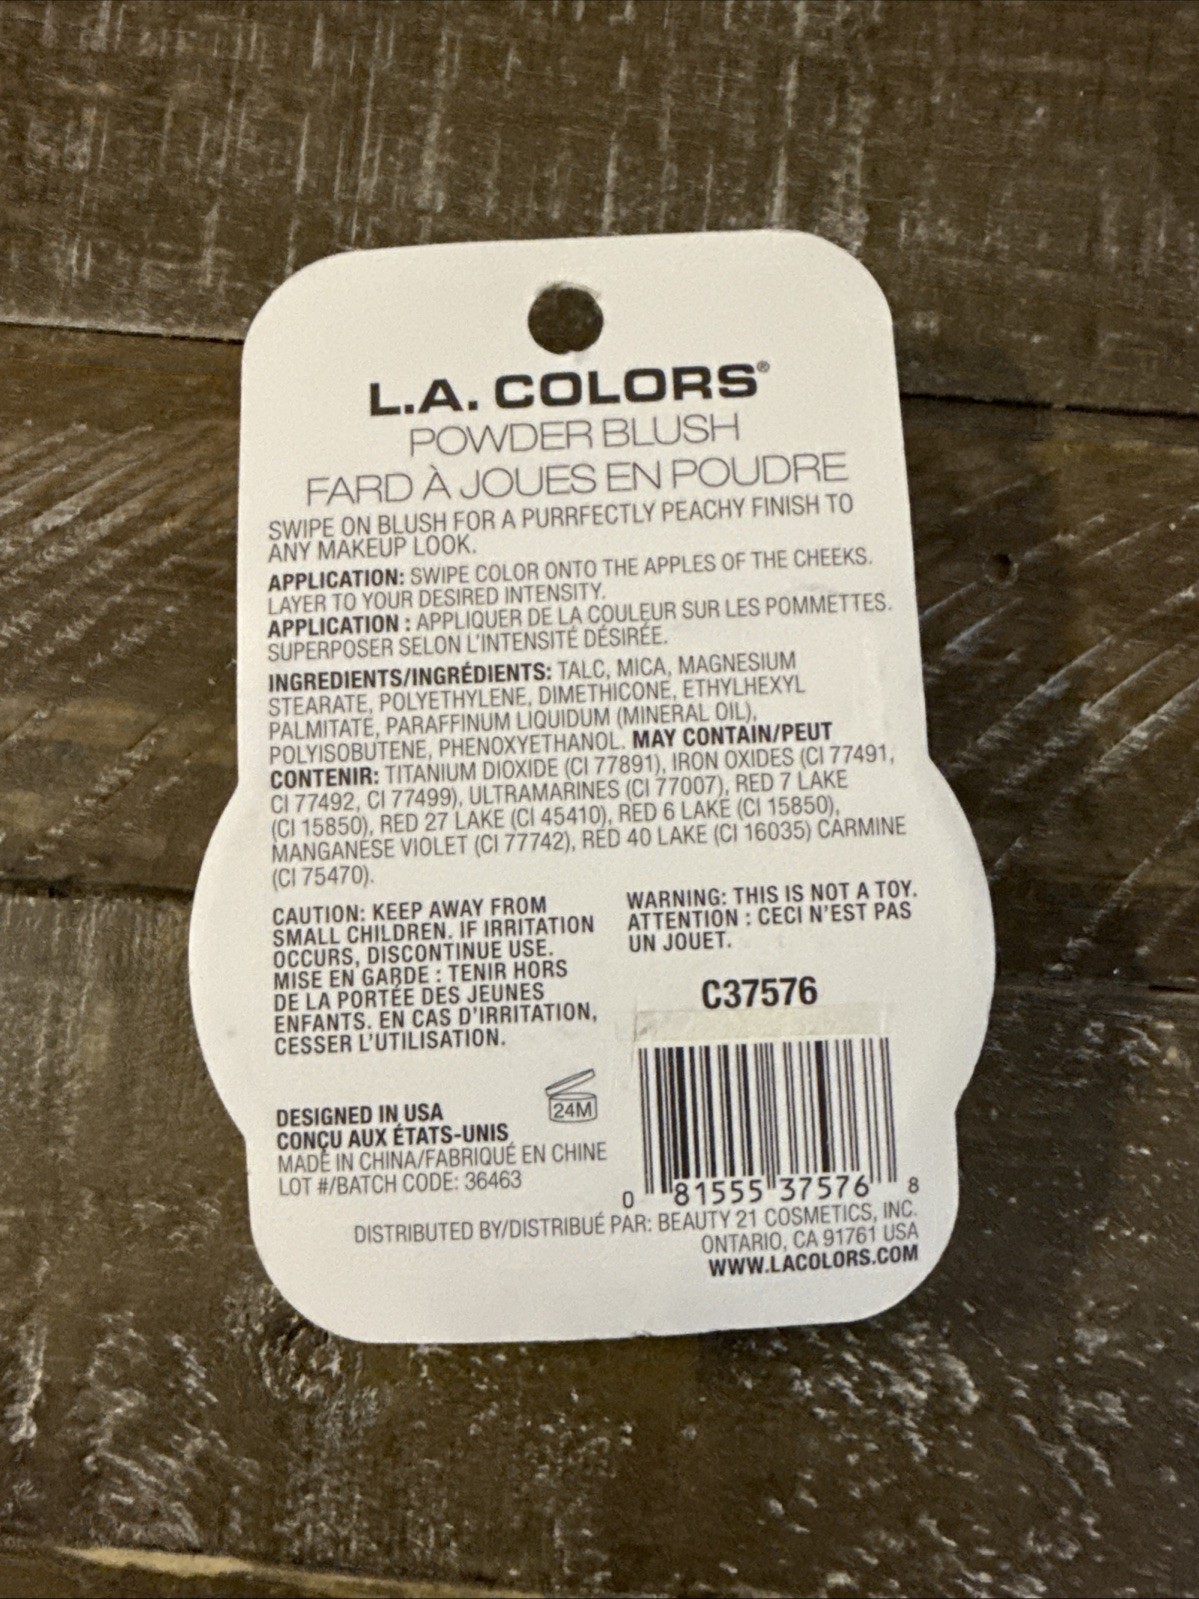 L.A. COLORS®
POWDER BLUSH
FARD À JOUES EN POUDRE
SWIPE ON BLUSH FOR A PURRFECTLY PEACHY FINISH TO
ANY MAKEUP LOOK.
APPLICATION: SWIPE COLOR ONTO THE APPLES OF THE CHEEKS.
LAYER TO YOUR DESIRED INTENSITY.
APPLICATION : APPLIQUER DE LA COULEUR SUR LES POMMETTES.
SUPERPOSER SELON L'INTENSITÉ DÉSIRÉE.
INGREDIENTS/INGRÉDIENTS: TALC, MICA, MAGNESIUM
STEARATE, POLYETHYLENE, DIMETHICONE, ETHYLHEXYL
PALMITATE, PARAFFINUM LIQUIDUM (MINERAL OIL),
POLYISOBUTENE, PHENOXYETHANOL. MAY CONTAIN/PEUT
CONTENIR: TITANIUM DIOXIDE (CI 77891), IRON OXIDES (CI 77491,
CI 77492, CI 77499), ULTRAMARINES (CI 77007), RED 7 LAKE
(CI 15850), RED 27 LAKE (CI 45410), RED 6 LAKE (CI 15850),
MANGANESE VIOLET (CI 77742), RED 40 LAKE (CI 16035) CARMINE
(CI 75470).
CAUTION: KEEP AWAY FROM
SMALL CHILDREN. IF IRRITATION
OCCURS, DISCONTINUE USE.
MISE EN GARDE : TENIR HORS
DE LA PORTÉE DES JEUNES
ENFANTS. EN CAS D'IRRITATION,
CESSER L'UTILISATION.
WARNING: THIS IS NOT A TOY.
ATTENTION : CECI N'EST PAS
UN JOUET.
C37576
24M
DESIGNED IN USA
CONÇU AUX ÉTATS-UNIS
MADE IN CHINA/FABRIQUÉ EN CHINE
LOT #/BATCH CODE: 36463
0 81555 37576 8
DISTRIBUTED BY/DISTRIBUÉ PAR: BEAUTY 21 COSMETICS, INC.
ONTARIO, CA 91761 USA
WWW.LACOLORS.COM